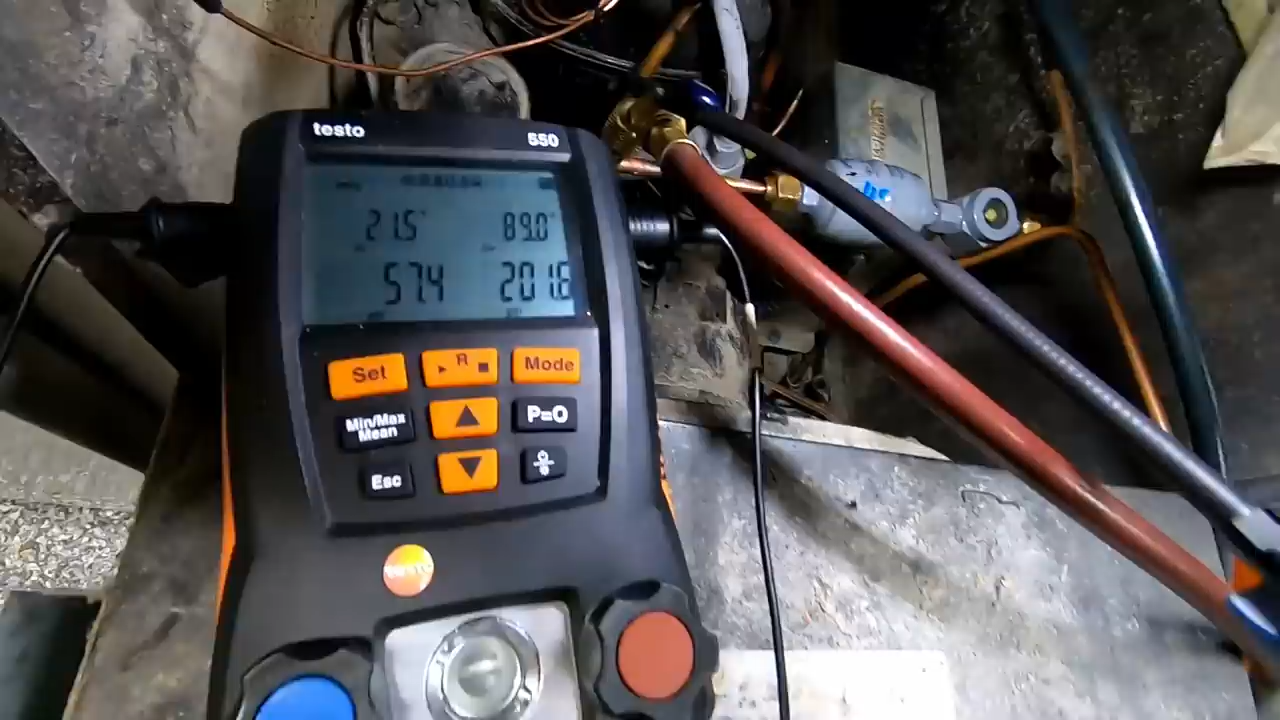 testo 550
21.5° 89.0°
57.4 201.6
Set ► R ■ Mode
Min/Max Mean ▲ P=0
Esc ▼
testo